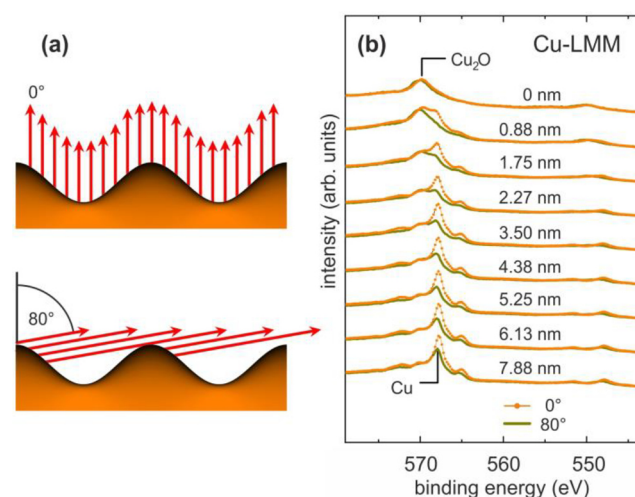 (a)
0°
80°
(b)
Cu-LMM
Cu₂O
0 nm
0.88 nm
1.75 nm
2.27 nm
3.50 nm
4.38 nm
5.25 nm
6.13 nm
7.88 nm
Cu
0°
80°
intensity (arb. units)
570 560 550
binding energy (eV)